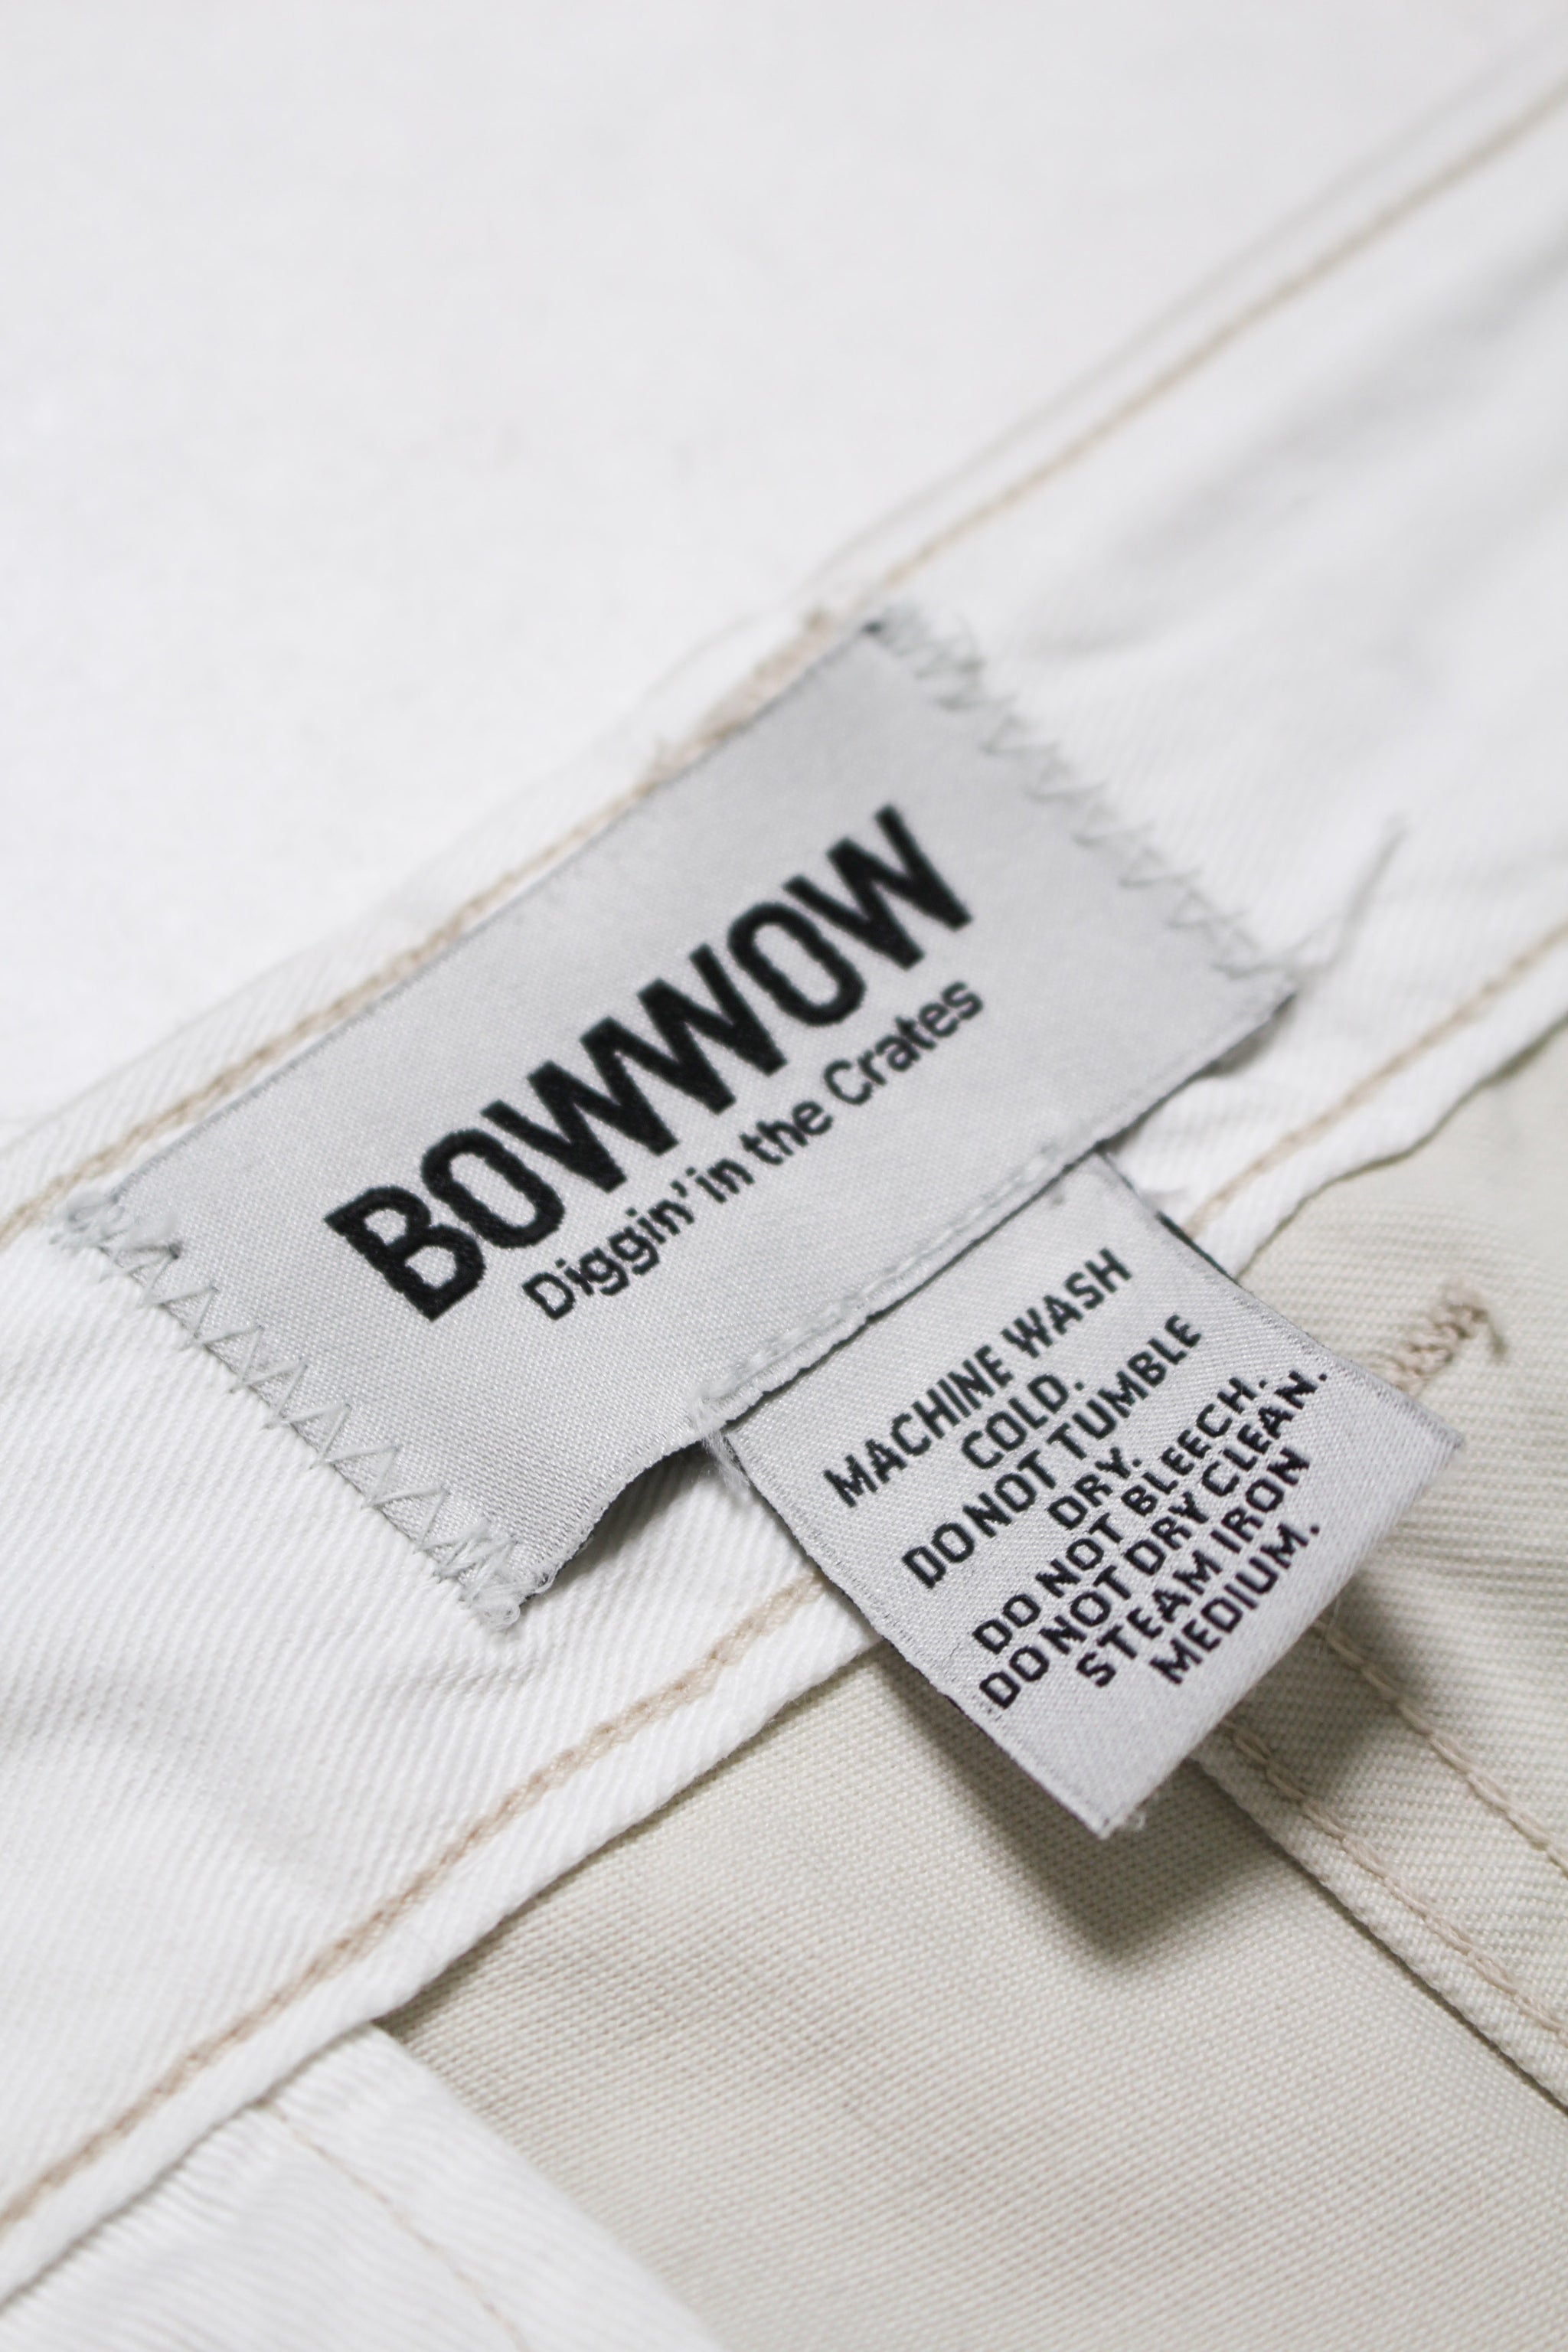 BOWWOW
Diggin' in the Crates
MACHINE WASH
COLD.
DO NOT TUMBLE
DRY.
DO NOT BLEECH.
DO NOT DRY CLEAN.
STEAM IRON
MEDIUM.